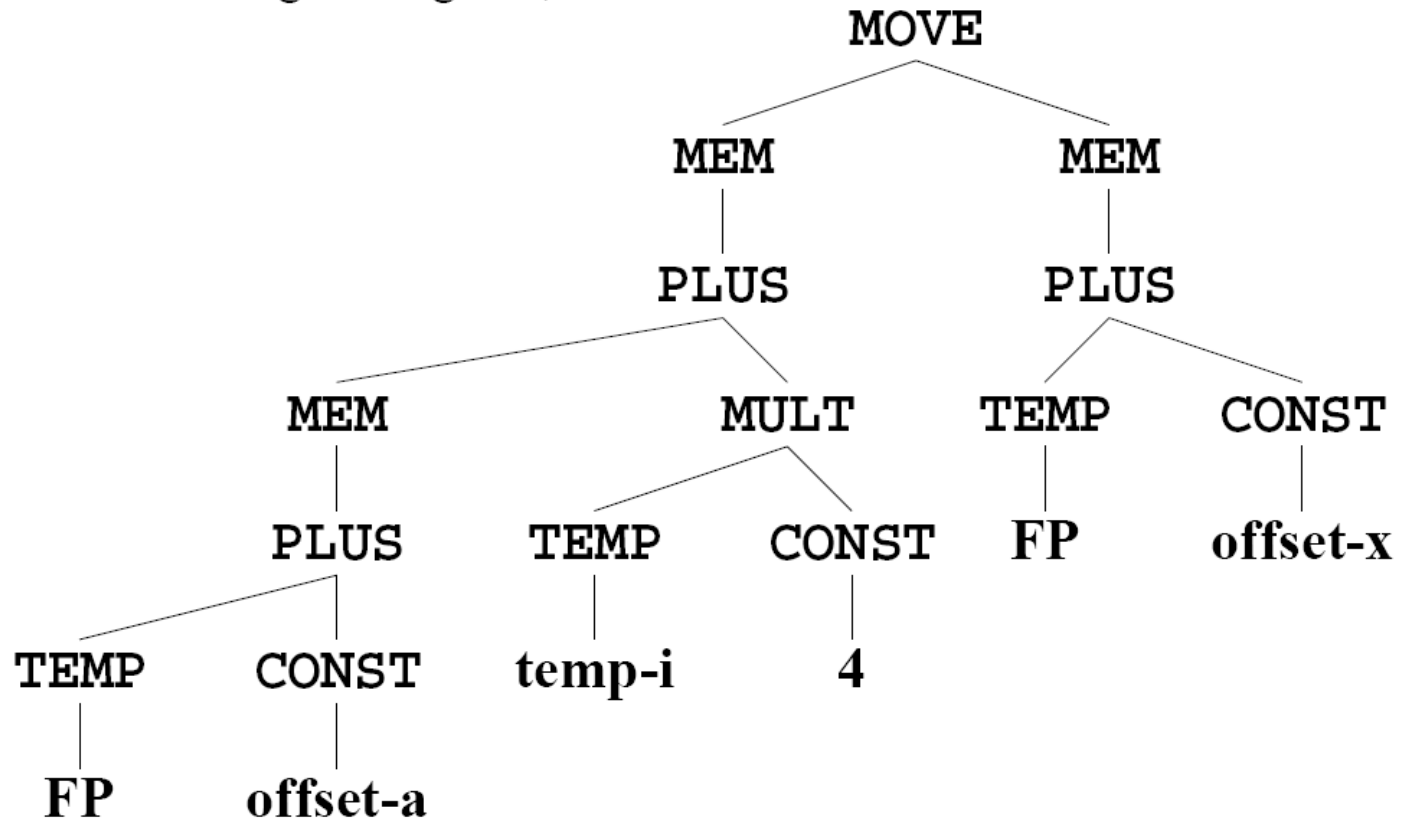 MOVE
MEM MEM
PLUS PLUS
MEM MULT TEMP CONST
PLUS TEMP CONST FP offset-x
TEMP CONST temp-i 4
FP offset-a